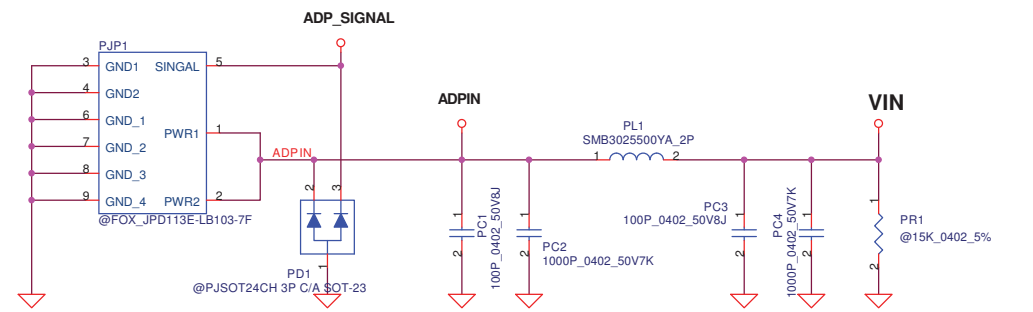 ADP_SIGNAL
PJP1
3 GND1 SINGAL 5
4 GND2
6 GND_1 PWR1 1
7 GND_2
8 GND_3
9 GND_4 PWR2 2
@FOX_JPD113E-LB103-7F
ADPIN
2 3
1
PD1
@PJSOT24CH 3P C/A SOT-23
ADPIN
1
2
PC1
100P_0402_50V8J
1
2
PC2
1000P_0402_50V7K
PL1
SMB3025500YA_2P
1 2
VIN
PC3
100P_0402_50V8J
1
2
PC4
1000P_0402_50V7K
1
2
1
2
PR1
@15K_0402_5%